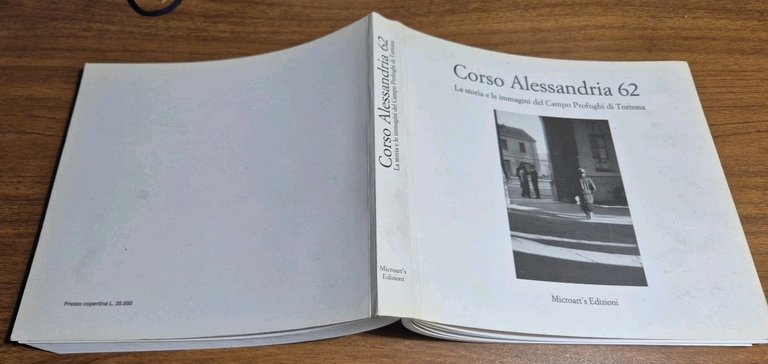 Corso Alessandria 62
La storia e le immagini del Campo Profughi di Tortona
Microart's Edizioni
Corso Alessandria 62
La storia e le immagini del Campo Profughi di Tortona
Microart's
Edizioni
Prezzo copertina L. 35.000